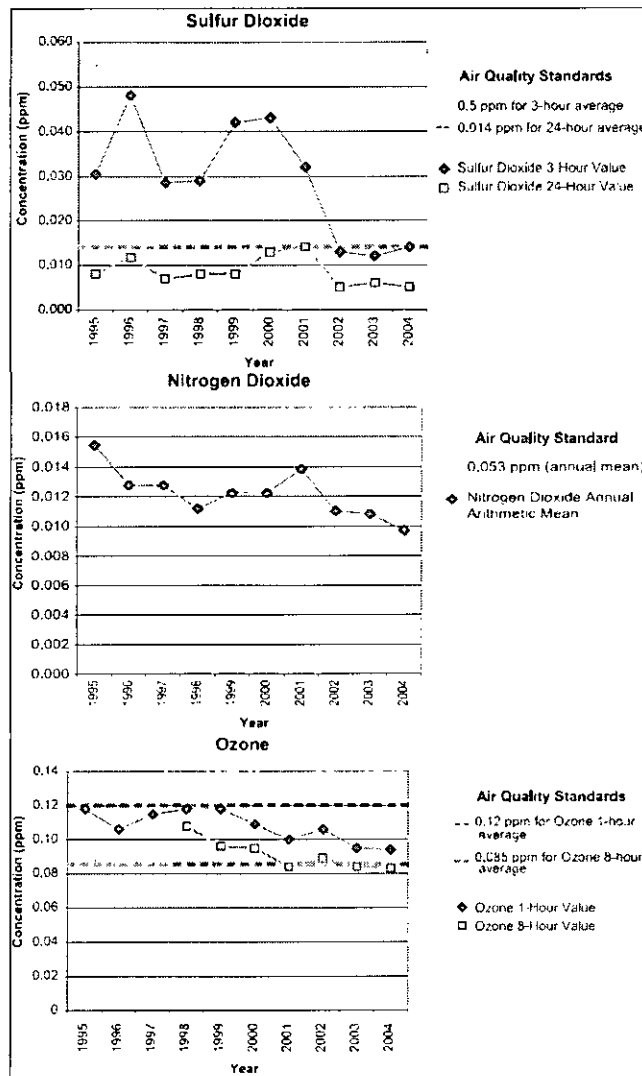 Sulfur Dioxide
Concentration (ppm)
0.060
0.050
0.040
0.030
0.020
0.010
0.000
1995
1996
1997
1998
1999
2000
2001
2002
2003
2004
Year
Air Quality Standards
0.5 ppm for 3-hour average
0.014 ppm for 24-hour average
Sulfur Dioxide 3-Hour Value
Sulfur Dioxide 24-Hour Value
Nitrogen Dioxide
Concentration (ppm)
0.018
0.016
0.014
0.012
0.010
0.008
0.006
0.004
0.002
0.000
1995
1996
1997
1998
1999
2000
2001
2002
2003
2004
Year
Air Quality Standard
0.053 ppm (annual mean)
Nitrogen Dioxide Annual
Arithmetic Mean
Ozone
Concentration (ppm)
0.14
0.12
0.10
0.08
0.06
0.04
0.02
0
1995
1996
1997
1998
1999
2000
2001
2002
2003
2004
Year
Air Quality Standards
0.12 ppm for Ozone 1-hour
average
0.085 ppm for Ozone 8-hour
average
Ozone 1-Hour Value
Ozone 8-Hour Value